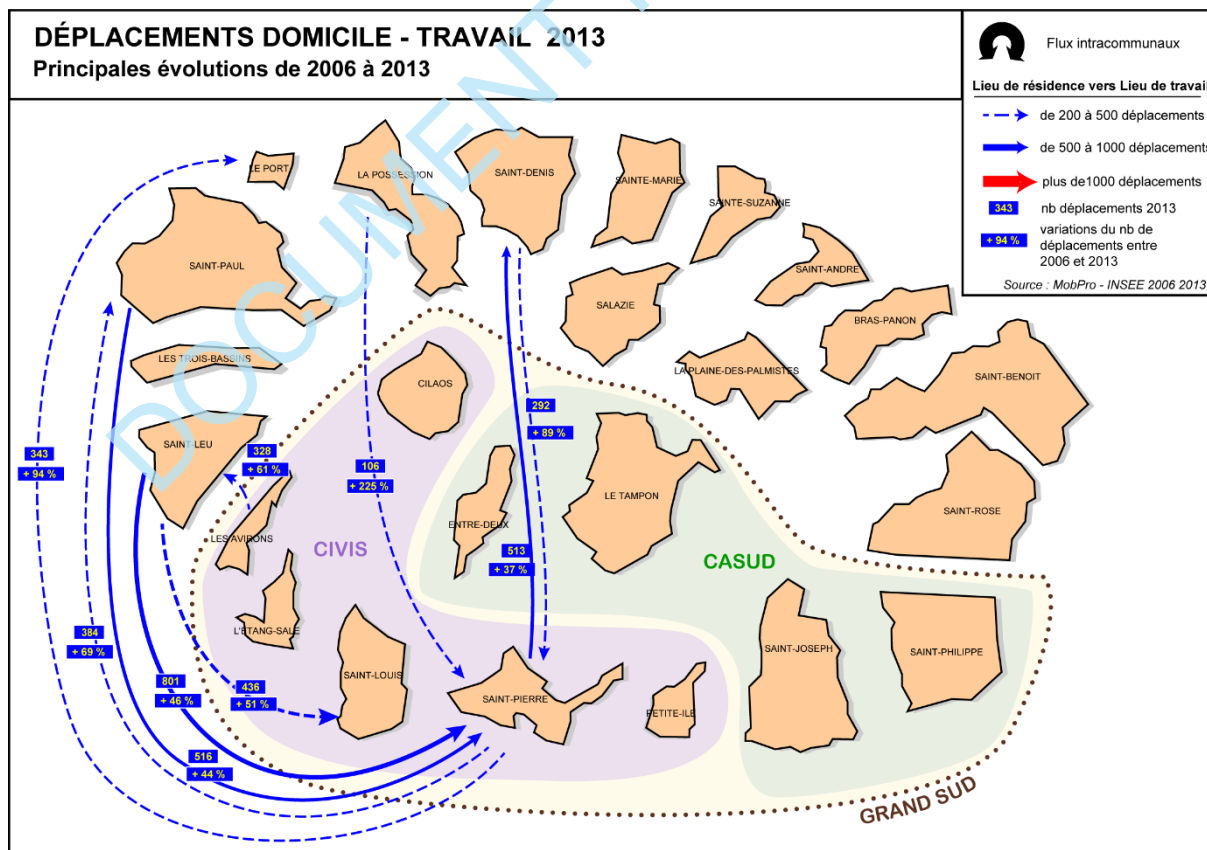 DÉPLACEMENTS DOMICILE - TRAVAIL 2013
Principales évolutions de 2006 à 2013
Flux intracommunaux
Lieu de résidence vers Lieu de travail
de 200 à 500 déplacements
de 500 à 1000 déplacements
plus de1000 déplacements
343 nb déplacements 2013
+ 94 % variations du nb de
déplacements entre
2006 et 2013
Source : MobPro - INSEE 2006 2013
DOCUMENT
LE PORT
LA POSSESSION
SAINT-DENIS
SAINTE-MARIE
SAINTE-SUZANNE
SAINT-PAUL
SAINT-ANDRE
SALAZIE
BRAS-PANON
LES TROIS-BASSINS
LA PLAINE-DES-PALMISTES
SAINT-BENOIT
CILAOS
292
+ 89 %
SAINT-LEU
328
+ 61 %
343
+ 94 %
106
+ 225 %
LE TAMPON
SAINT-ROSE
ENTRE-DEUX
LES AVIRONS
CIVIS
513
+ 37 %
CASUD
L'ETANG-SALE
384
+ 69 %
SAINT-JOSEPH
SAINT-PHILIPPE
SAINT-LOUIS
801
+ 46 %
436
+ 51 %
SAINT-PIERRE
PETITE-ILE
516
+ 44 %
GRAND SUD